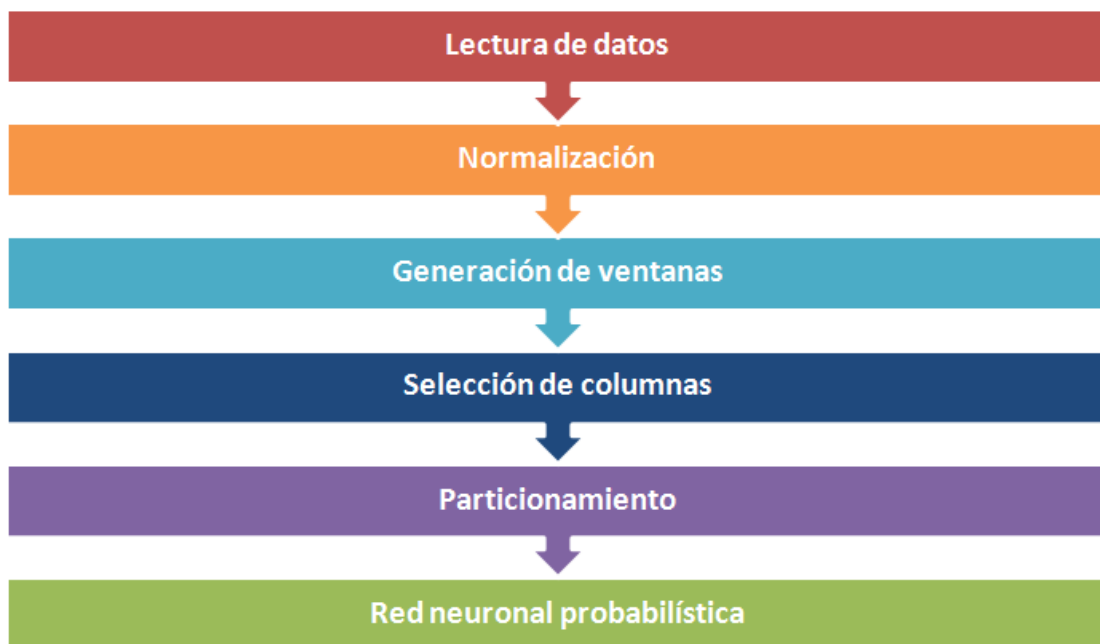 Lectura de datos
Normalización
Generación de ventanas
Selección de columnas
Particionamiento
Red neuronal probabilística